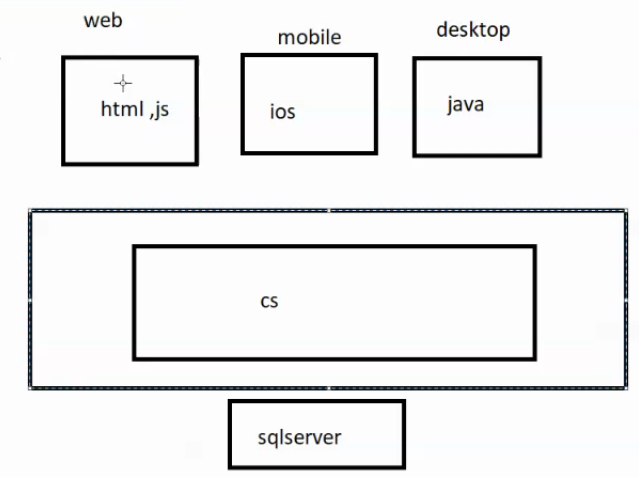 web
mobile
desktop
html ,js
ios
java
cs
sqlserver